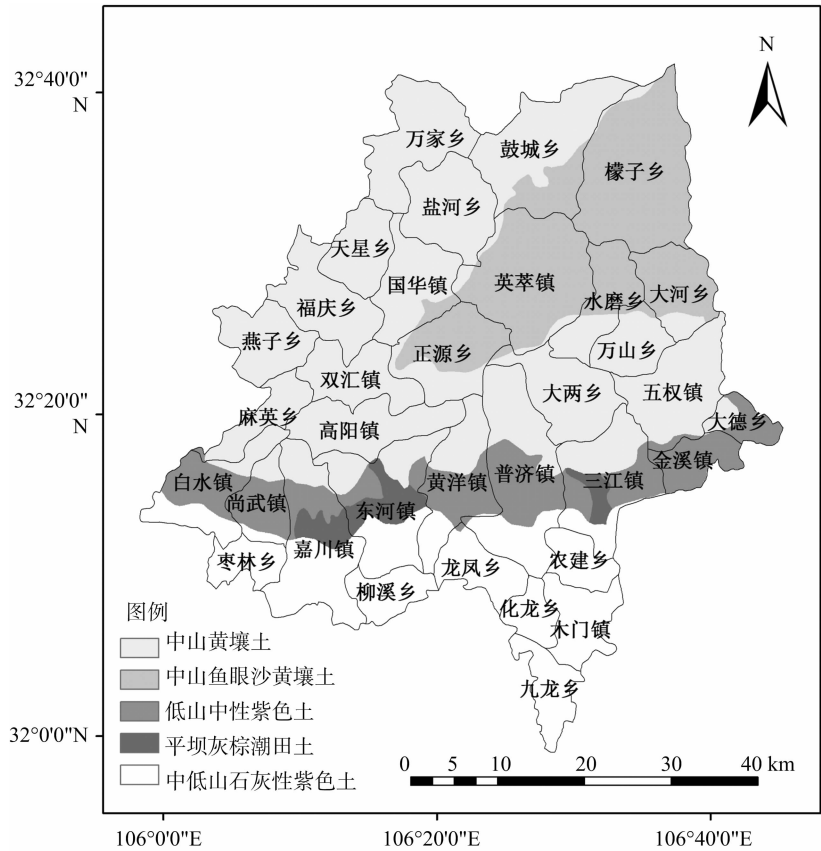 N
32°40'0"
N
万家乡
鼓城乡
檬子乡
盐河乡
天星乡
国华镇
英萃镇
水磨乡
大河乡
福庆乡
燕子乡
正源乡
万山乡
双汇镇
大两乡
五权镇
32°20'0"
N
麻英乡
高阳镇
大德乡
白水镇
尚武镇
东河镇
黄洋镇
普济镇
三江镇
金溪镇
嘉川镇
枣林乡
柳溪乡
龙凤乡
农建乡
化龙乡
木门镇
九龙乡
图例
中山黄壤土
中山鱼眼沙黄壤土
低山中性紫色土
平坝灰棕潮田土
中低山石灰性紫色土
32°0'0"N
0 5 10 20 30 40 km
106°0'0"E
106°20'0"E
106°40'0"E